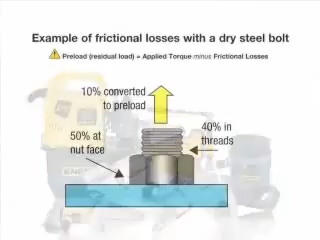 Example of frictional losses with a dry steel bolt
Preload (residual load) = Applied Torque minus Frictional Losses
10% converted
to preload
50% at
nut face
40% in
threads